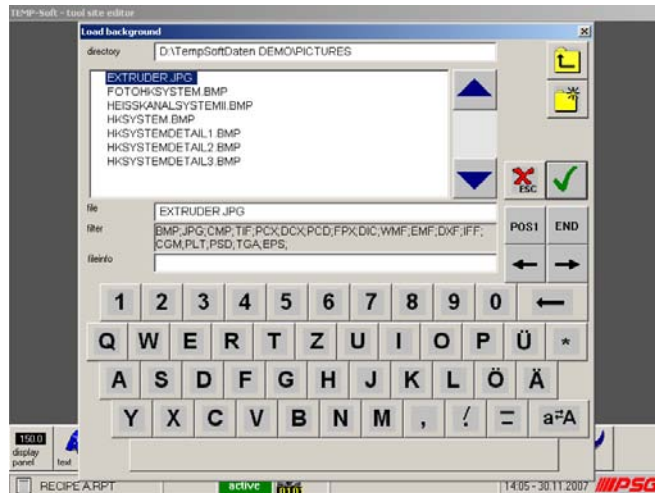 TEMP-Soft - tool site editor
Load background
directory
D:\TempSoftDaten DEMO\PICTURES
EXTRUDER.JPG
FOTOHKSYSTEM.BMP
HEISSKANALSYSTEMII.BMP
HKSYSTEM.BMP
HKSYSTEMDETAIL1.BMP
HKSYSTEMDETAIL2.BMP
HKSYSTEMDETAIL3.BMP
ESC
file
EXTRUDER.JPG
filter
BMP;JPG;CMP;TIF;PCX;DCX;PCD;FPX;DIC;WMF;EMF;DXF;IFF;
CGM;PLT;PSD;TGA;EPS;
POS1 END
fileinfo
1 2 3 4 5 6 7 8 9 0
Q W E R T Z U I O P Ü *
A S D F G H J K L Ö Ä
Y X C V B N M , / = a⇄A
150.0
display
panel
text
RECIPE A.RPT
active
0101
14:05 - 30.11.2007
PSG